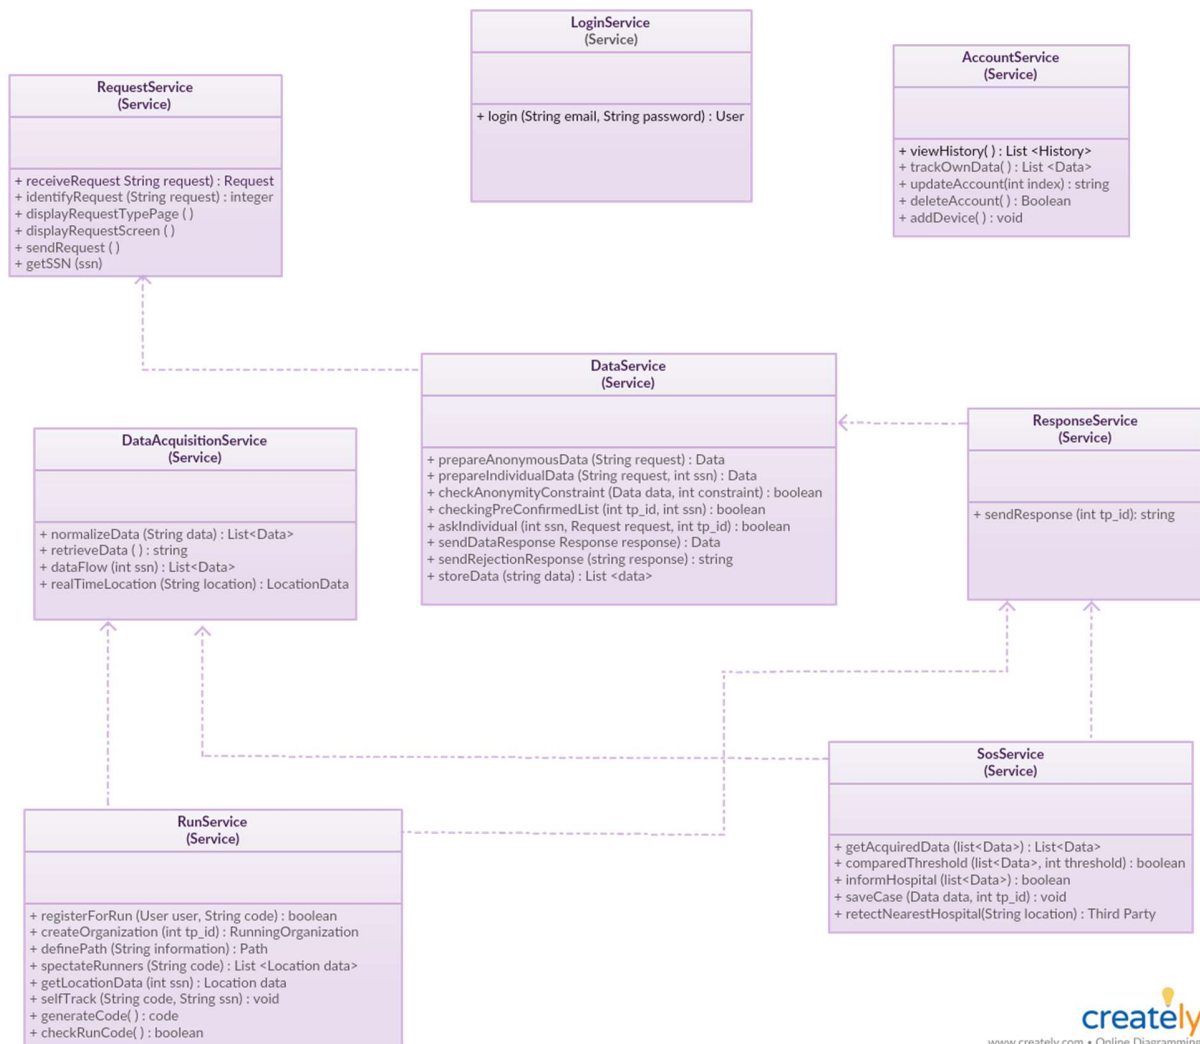 LoginService
(Service)
+ login (String email, String password) : User
AccountService
(Service)
+ viewHistory( ) : List <History>
+ trackOwnData( ) : List <Data>
+ updateAccount(int index) : string
+ deleteAccount( ) : Boolean
+ addDevice( ) : void
RequestService
(Service)
+ receiveRequest String request) : Request
+ identifyRequest (String request) : integer
+ displayRequestTypePage ( )
+ displayRequestScreen ( )
+ sendRequest ( )
+ getSSN (ssn)
DataService
(Service)
+ prepareAnonymousData (String request) : Data
+ prepareIndividualData (String request, int ssn) : Data
+ checkAnonymityConstraint (Data data, int constraint) : boolean
+ checkingPreConfirmedList (int tp_id, int ssn) : boolean
+ askIndividual (int ssn, Request request, int tp_id) : boolean
+ sendDataResponse Response response) : Data
+ sendRejectionResponse (string response) : string
+ storeData (string data) : List <data>
ResponseService
(Service)
+ sendResponse (int tp_id): string
DataAcquisitionService
(Service)
+ normalizeData (String data) : List<Data>
+ retrieveData ( ) : string
+ dataFlow (int ssn) : List<Data>
+ realTimeLocation (String location) : LocationData
SosService
(Service)
+ getAcquiredData (list<Data>) : List<Data>
+ comparedThreshold (list<Data>, int threshold) : boolean
+ informHospital (list<Data>) : boolean
+ saveCase (Data data, int tp_id) : void
+ retectNearestHospital(String location) : Third Party
RunService
(Service)
+ registerForRun (User user, String code) : boolean
+ createOrganization (int tp_id) : RunningOrganization
+ definePath (String information) : Path
+ spectateRunners (String code) : List <Location data>
+ getLocationData (int ssn) : Location data
+ selfTrack (String code, String ssn) : void
+ generateCode( ) : code
+ checkRunCode( ) : boolean
creately
www.creately.com • Online Diagramming